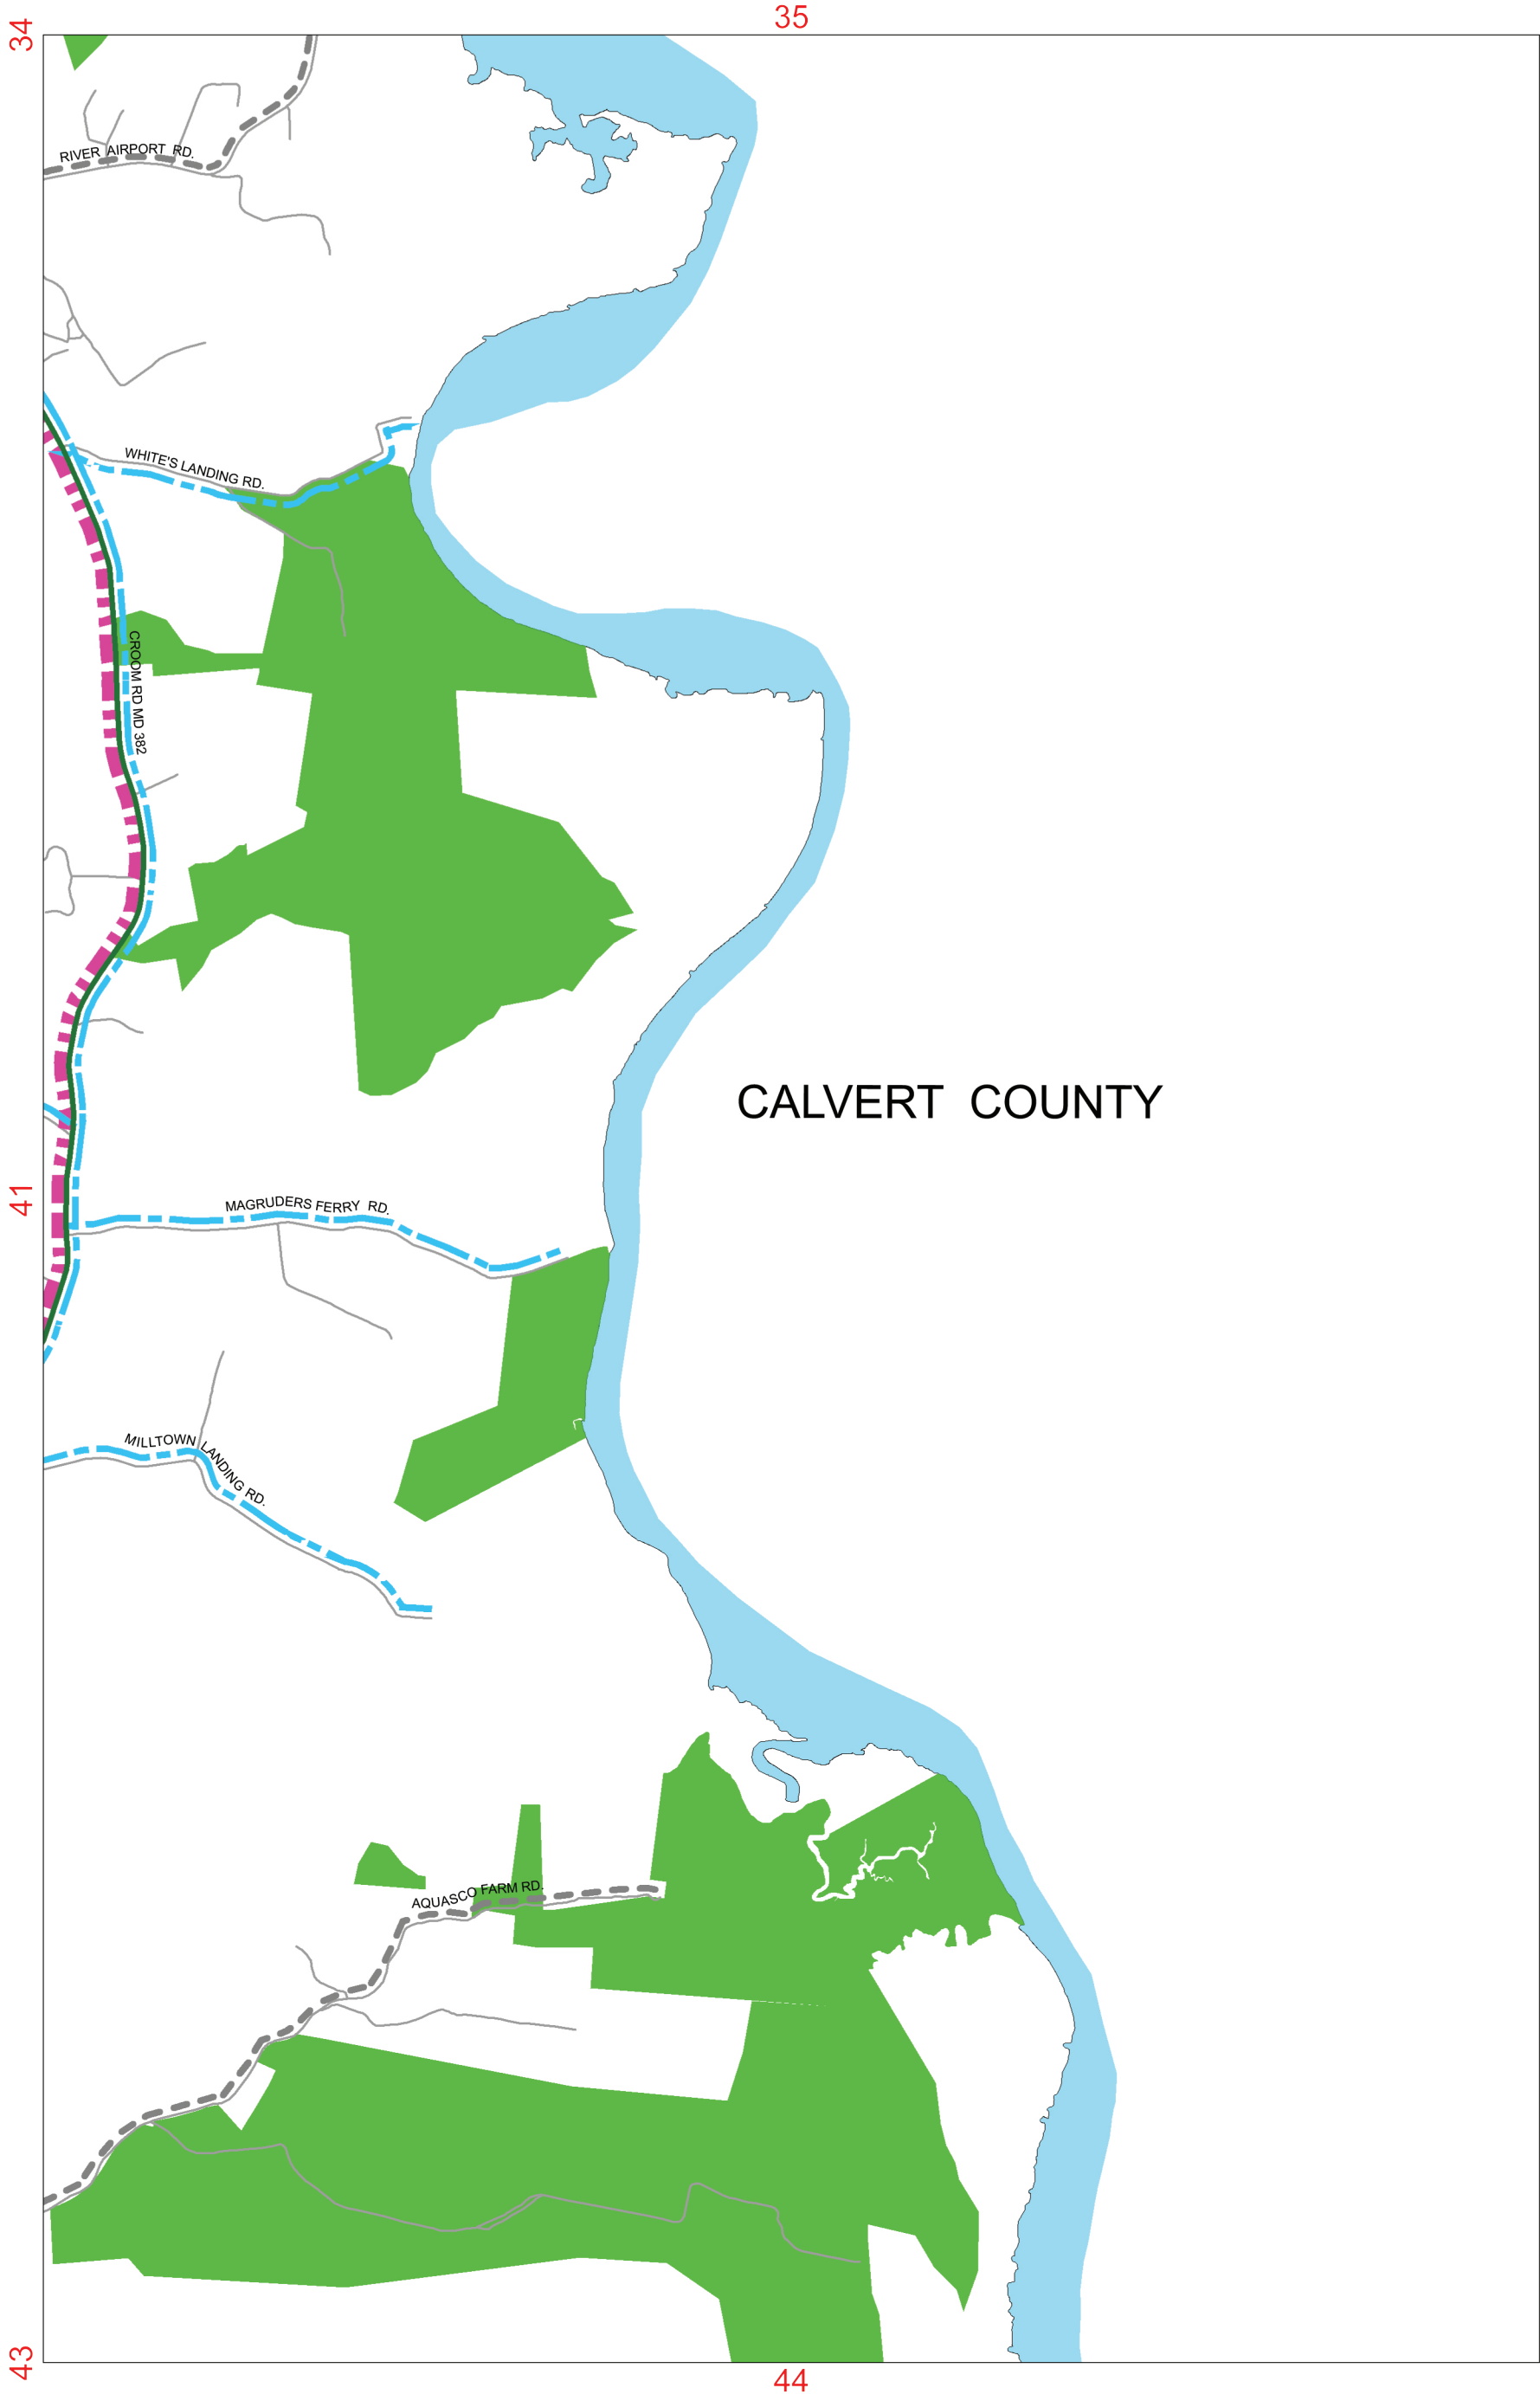 34
35
RIVER AIRPORT RD.
WHITE'S LANDING RD.
CROOM RD MD 382
CALVERT COUNTY
41
MAGRUDERS FERRY RD.
MILLTOWN LANDING RD.
AQUASCO FARM RD.
43
44